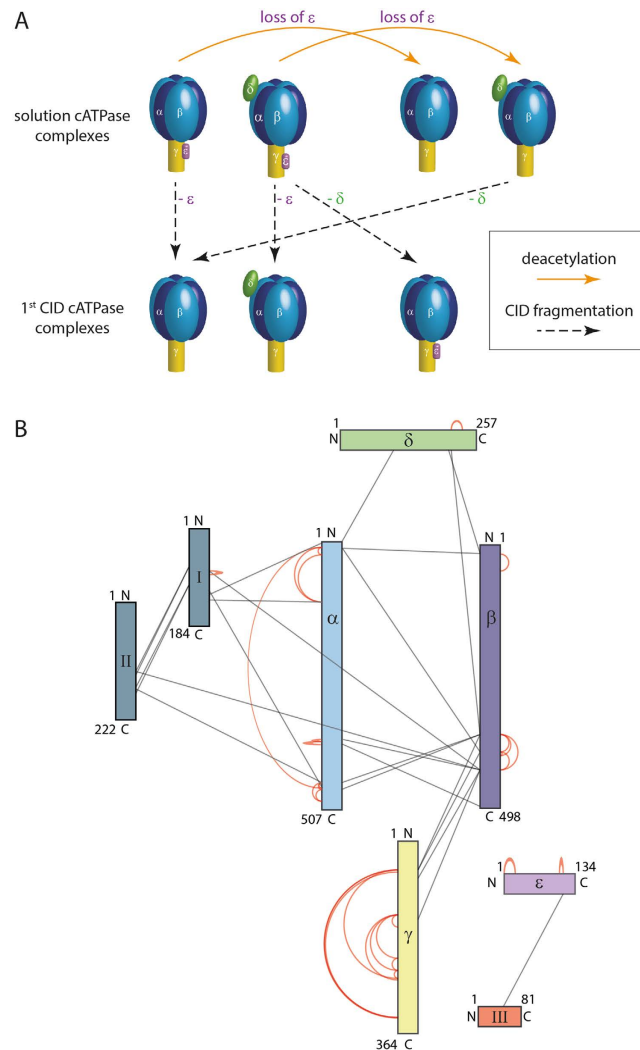 A
loss of ε loss of ε
δ δ
α β α β α β α β
solution cATPase
complexes
γ ε γ ε γ γ
- ε - ε - δ - δ
deacetylation
CID fragmentation
1st CID cATPase
complexes
δ
α β α β α β
γ γ γ ε
B
1 257
N δ C
1 N 1 N N 1
I α β
1 N
184 C
II
222 C
507 C C 498
1 N
γ
364 C
1 134
N ε C
1 81
N III C